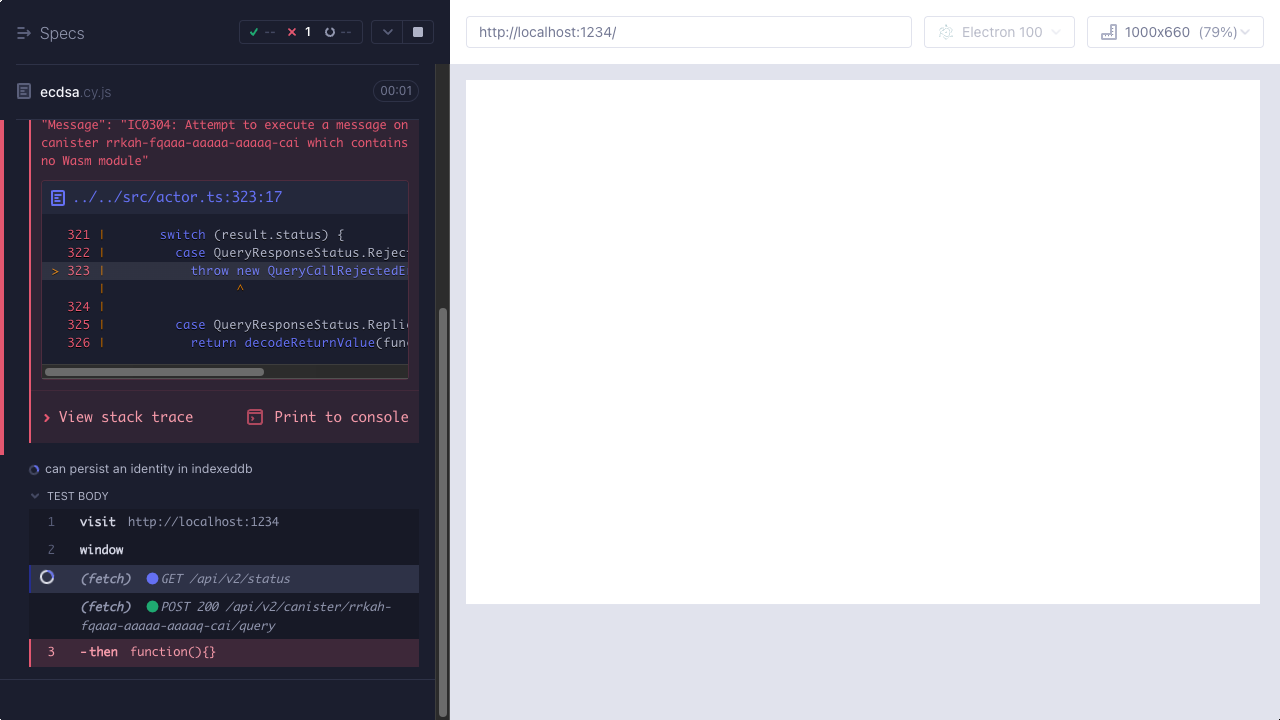 Specs
-- 1 --
http://localhost:1234/
Electron 100
1000x660 (79%)
ecdsa.cy.js
00:01
"Message": "IC0304: Attempt to execute a message on
canister rrkah-fqaaa-aaaaa-aaaaq-cai which contains
no Wasm module"
../../src/actor.ts:323:17
321 | switch (result.status) {
322 | case QueryResponseStatus.Reject
> 323 | throw new QueryCallRejectedEr
| ^
324 |
325 | case QueryResponseStatus.Replie
326 | return decodeReturnValue(func
View stack trace
Print to console
can persist an identity in indexeddb
TEST BODY
1 visit http://localhost:1234
2 window
(fetch) GET /api/v2/status
(fetch) POST 200 /api/v2/canister/rrkah-
fqaaa-aaaaa-aaaaq-cai/query
3 -then function(){}